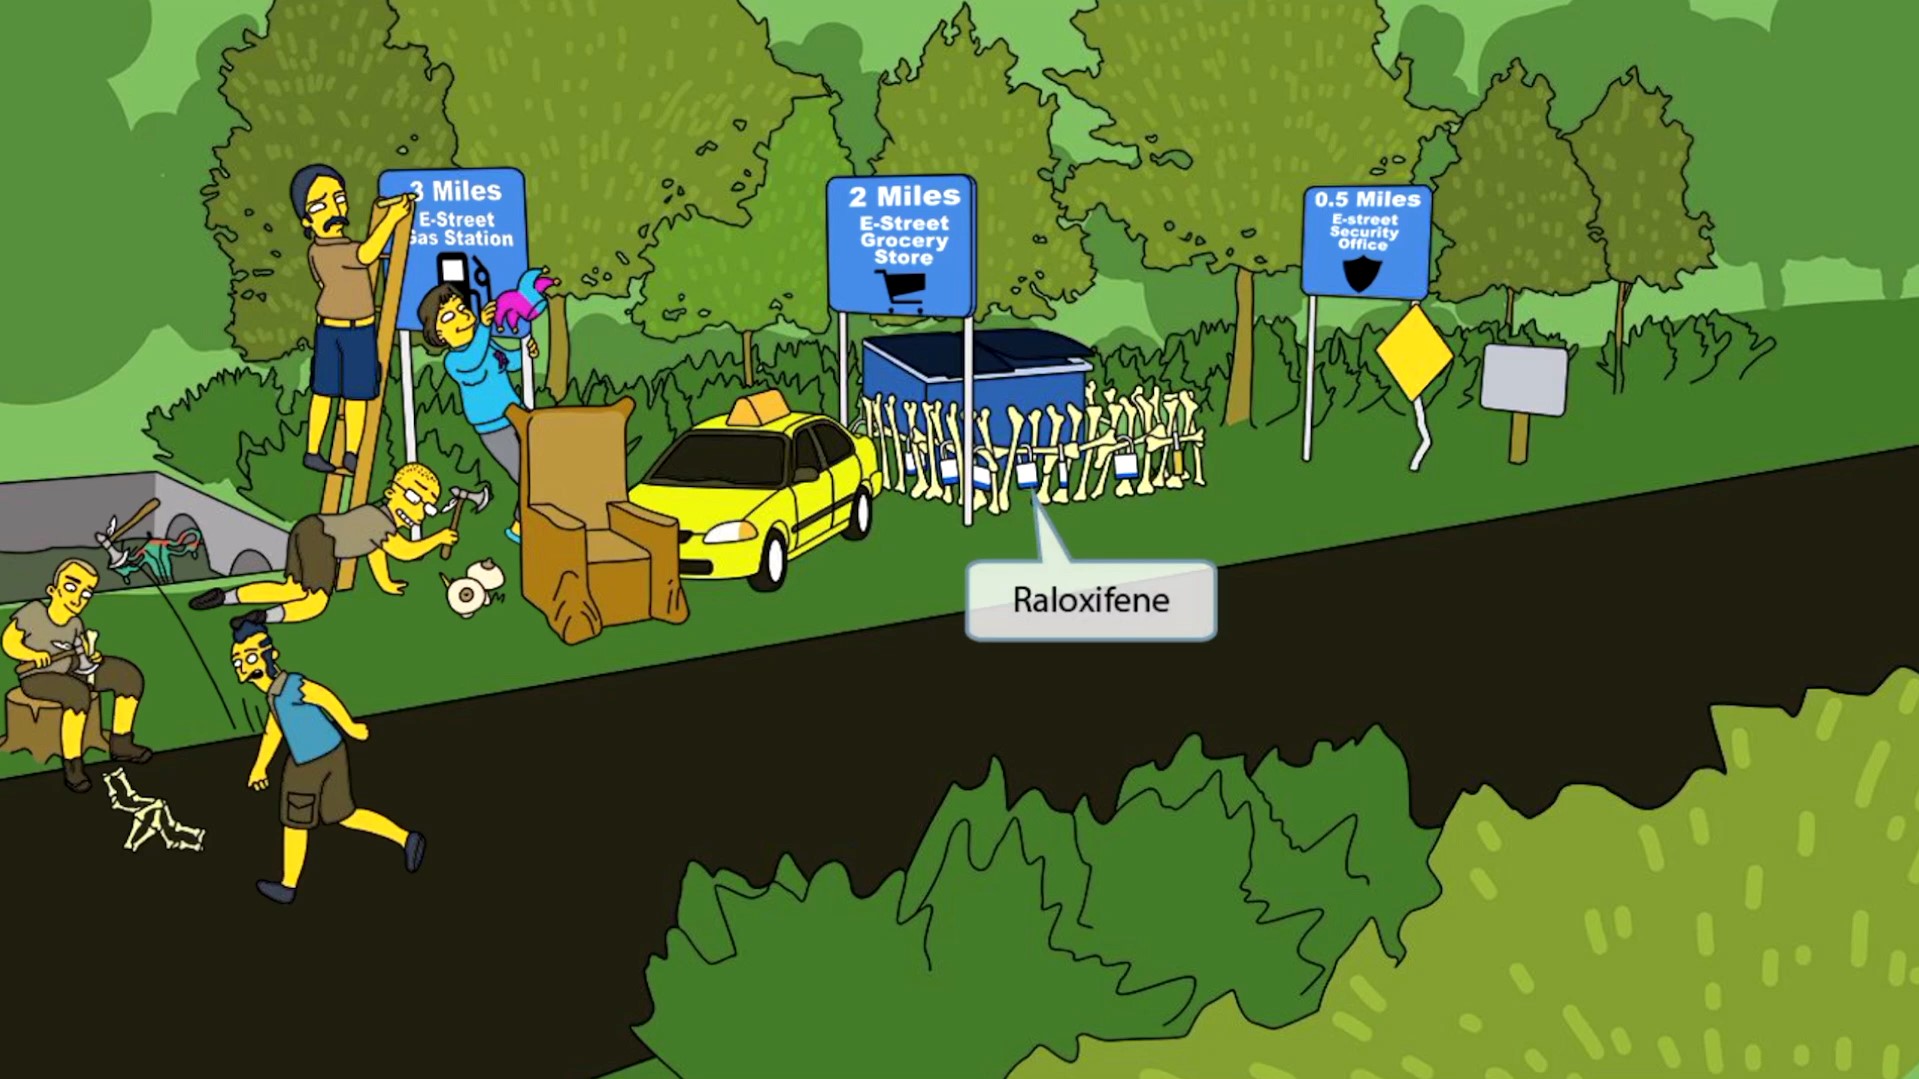 3 Miles
E-Street
Gas Station
2 Miles
E-Street
Grocery
Store
0.5 Miles
E-street
Security
Office
Raloxifene